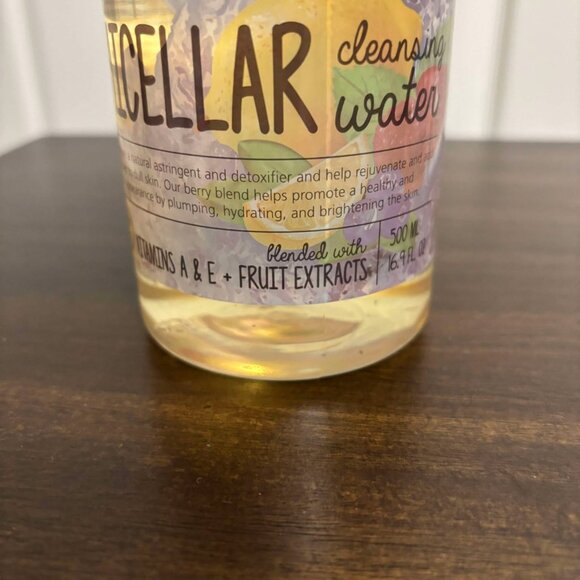 ICELLAR cleansing water
natural astringent and detoxifier and help rejuvenate and
dull skin. Our berry blend helps promote a healthy and
by plumping, hydrating, and brightening the skin.
VITAMINS A & E + FRUIT EXTRACTS
blended with
500 ML
16.9 FL OZ